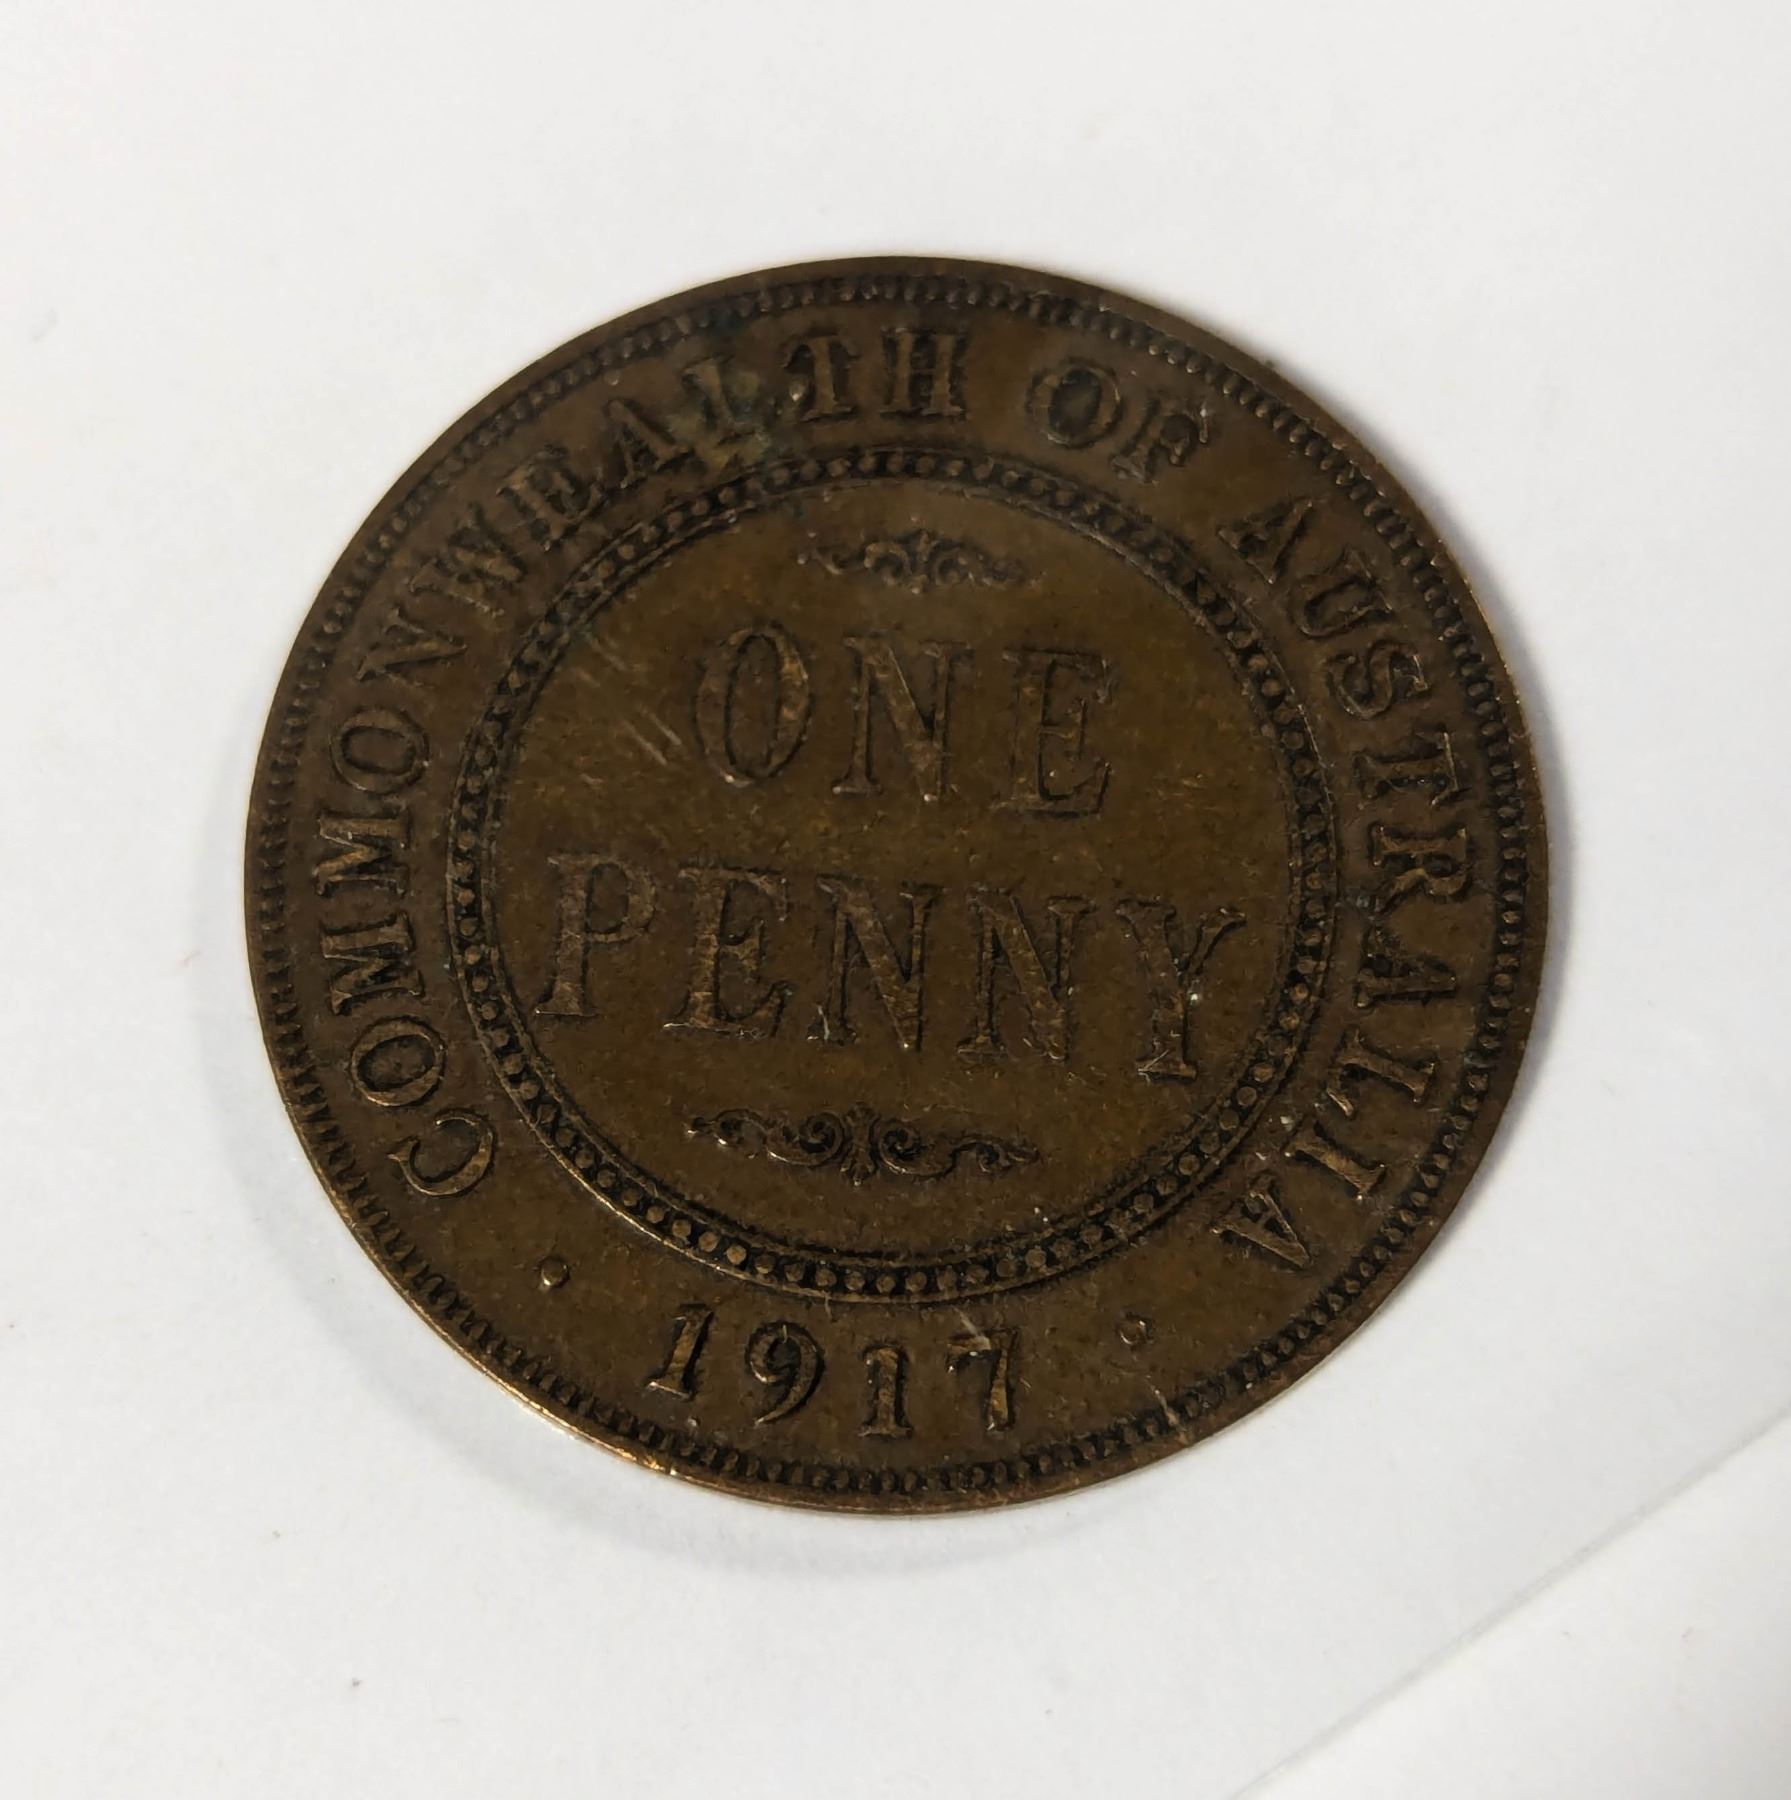 COMMONWEALTH OF AUSTRALIA
ONE
PENNY
· 1917 ·